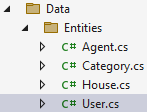 Data
Entities
C# Agent.cs
C# Category.cs
C# House.cs
C# User.cs